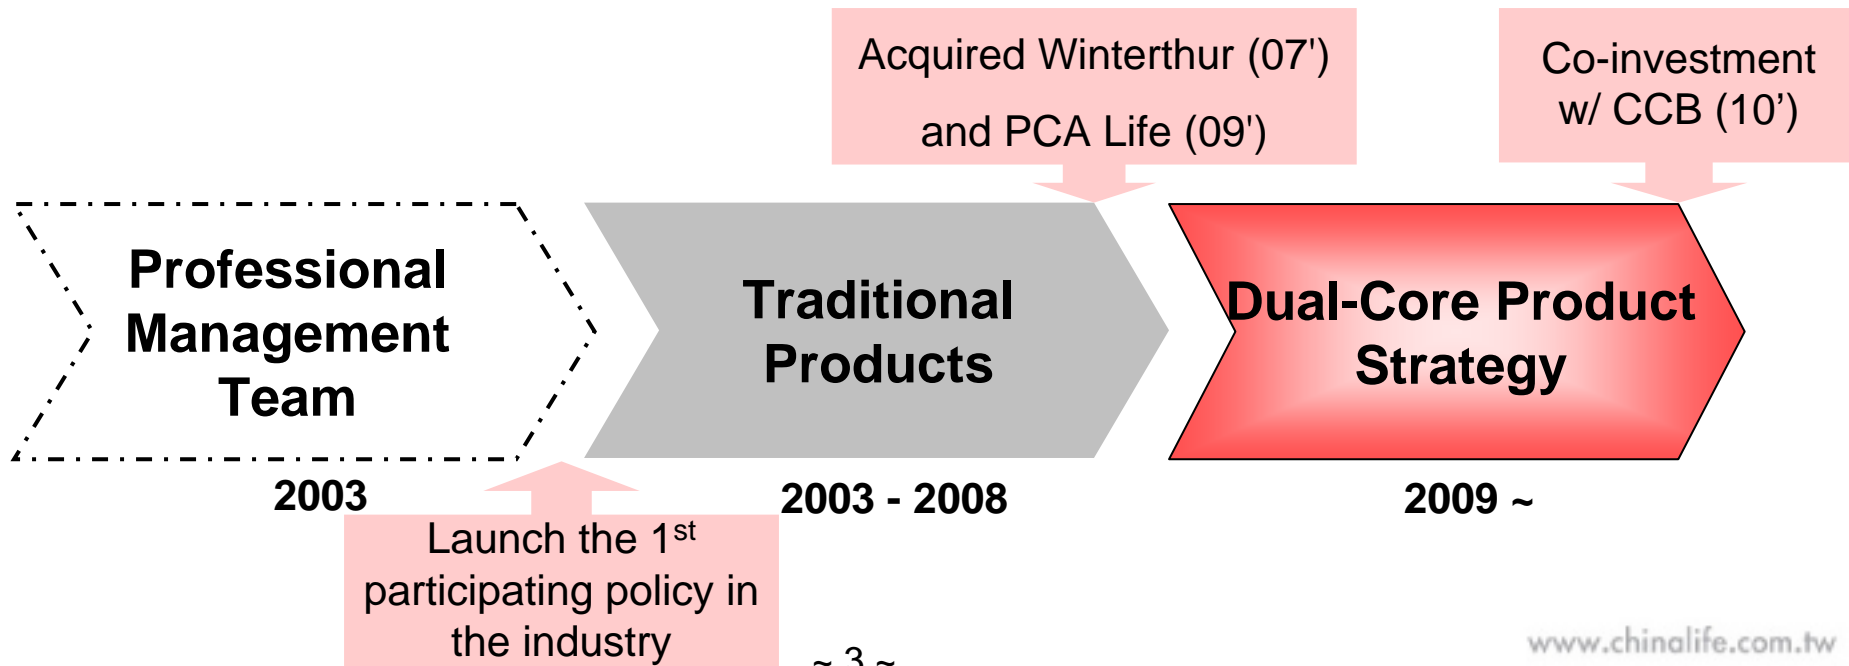 Acquired Winterthur (07')
and PCA Life (09')
Co-investment
w/ CCB (10’)
Professional
Management
Team
Traditional
Products
Dual-Core Product
Strategy
2003
2003 - 2008
2009 ~
Launch the 1st
participating policy in
the industry
~ 3 ~
www.chinalife.com.tw